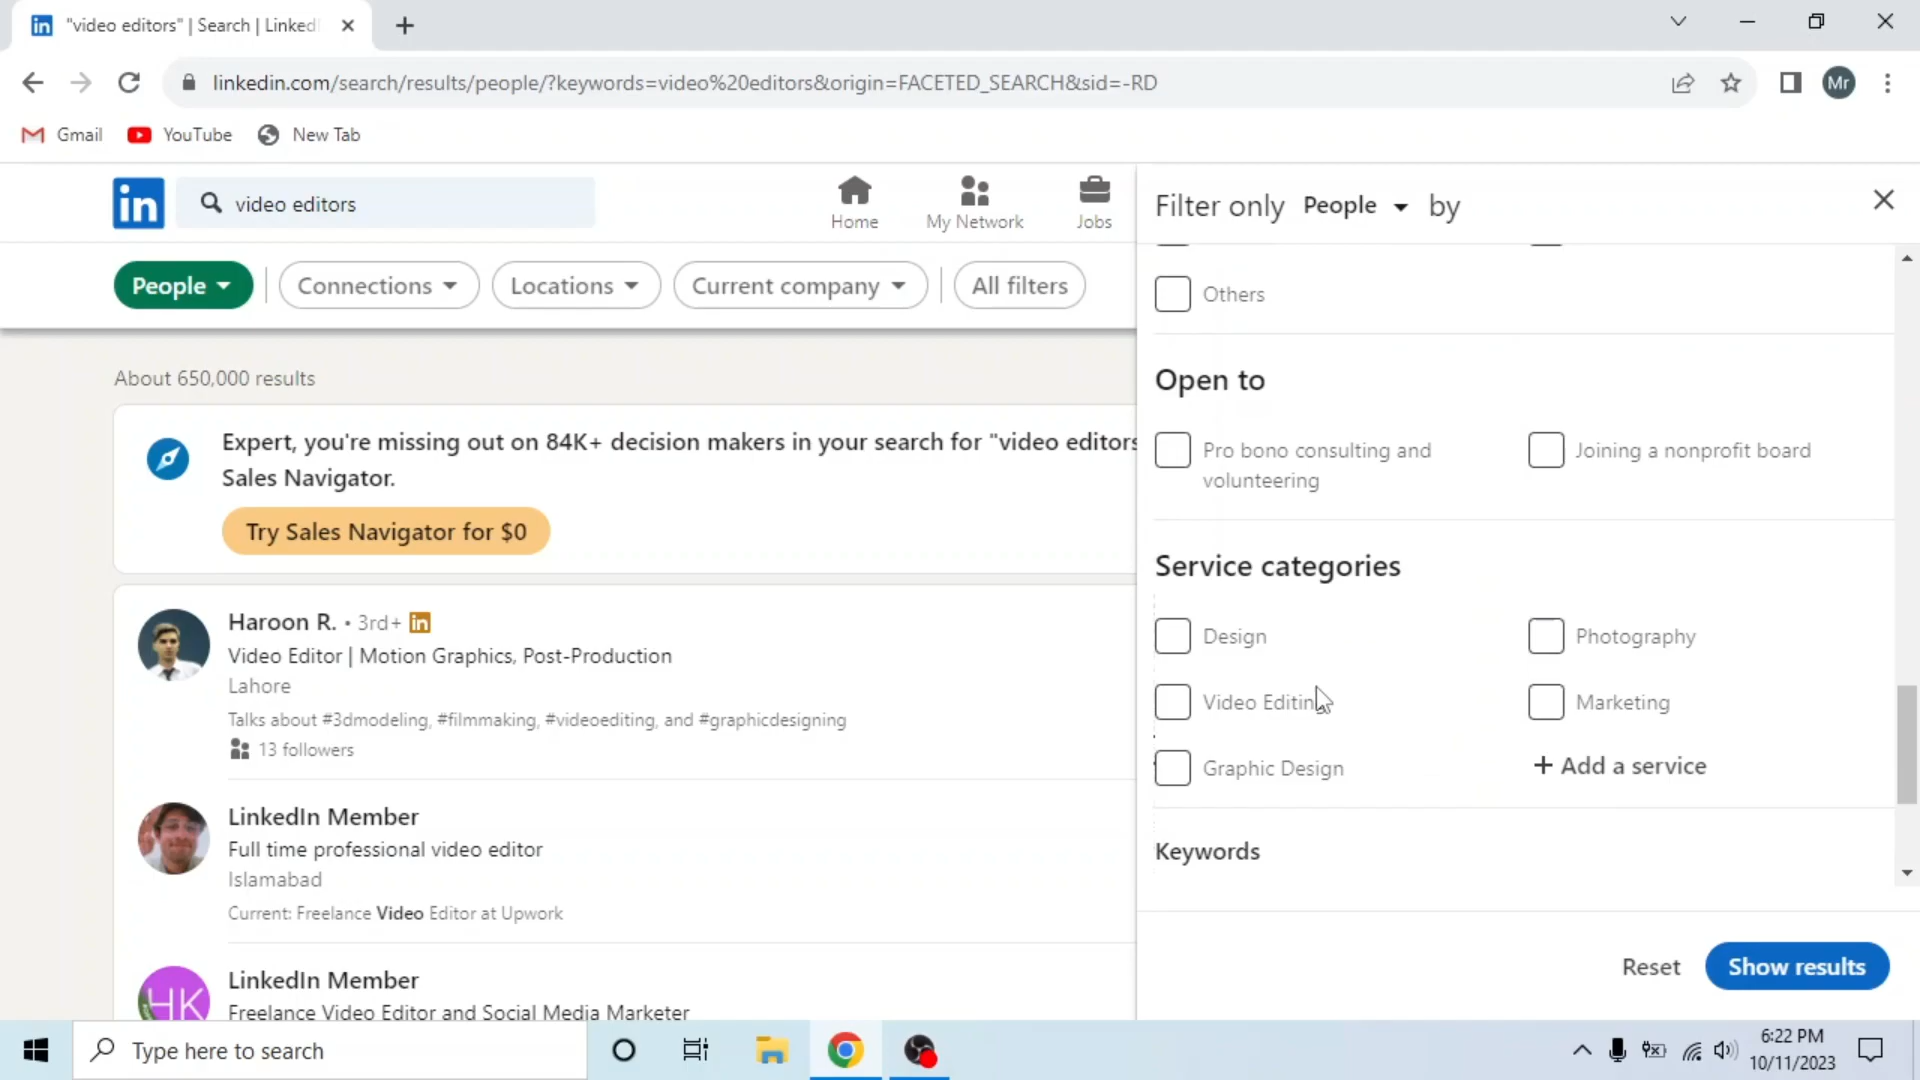 "video editors" | Search | Linked
linkedin.com/search/results/people/?keywords=video%20editors&origin=FACETED_SEARCH&sid=-RD
Mr
Gmail
YouTube
New Tab
in
video editors
Home
My Network
Jobs
Filter only People by
People
Connections
Locations
Current company
All filters
Others
About 650,000 results
Open to
Expert, you're missing out on 84K+ decision makers in your search for "video editors
Sales Navigator.
Try Sales Navigator for $0
Pro bono consulting and
volunteering
Joining a nonprofit board
Service categories
Design
Photography
Video Editin
Marketing
Graphic Design
+ Add a service
Keywords
Haroon R. • 3rd+ in
Video Editor | Motion Graphics, Post-Production
Lahore
Talks about #3dmodeling, #filmmaking, #videoediting, and #graphicdesigning
13 followers
LinkedIn Member
Full time professional video editor
Islamabad
Current: Freelance Video Editor at Upwork
HK
LinkedIn Member
Freelance Video Editor and Social Media Marketer
Reset
Show results
Type here to search
6:22 PM
10/11/2023